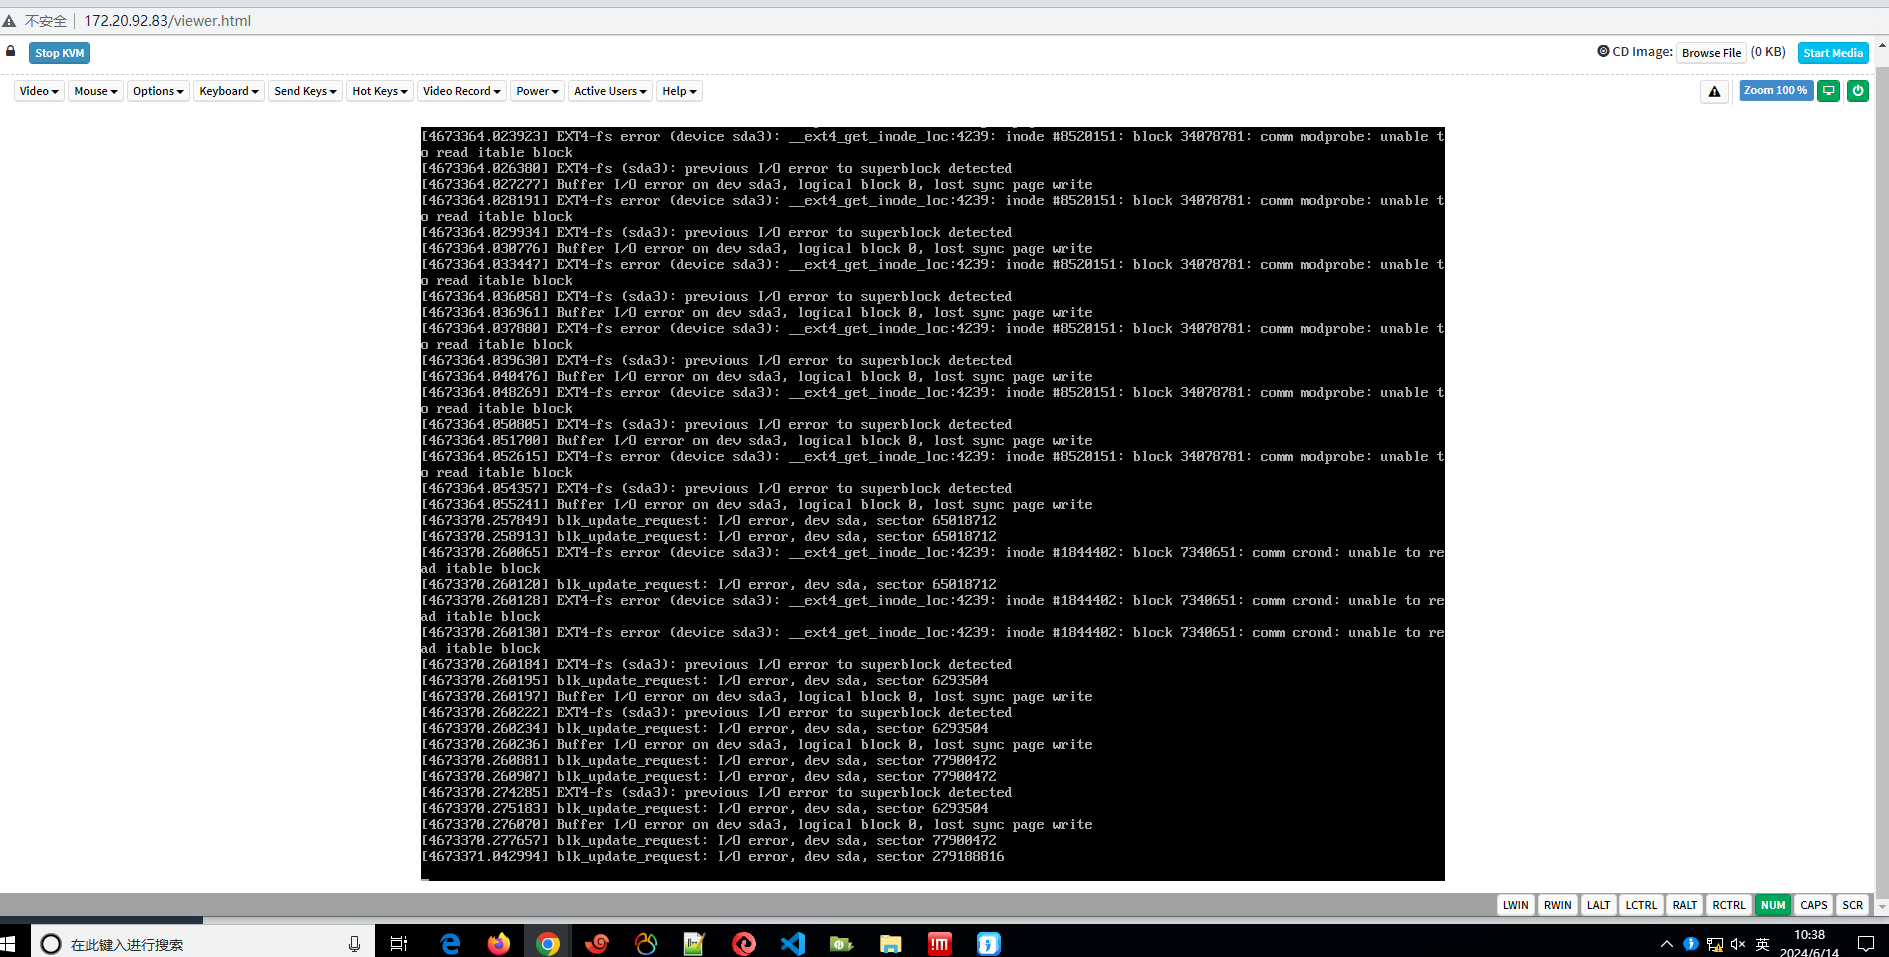 不安全 172.20.92.83/viewer.html
Stop KVM CD Image: Browse File (0 KB) Start Media
Video Mouse Options Keyboard Send Keys Hot Keys Video Record Power Active Users Help Zoom 100 %
[4673364.023923] EXT4-fs error (device sda3): __ext4_get_inode_loc:4239: inode #8520151: block 34078781: comm modprobe: unable t
o read itable block
[4673364.026380] EXT4-fs (sda3): previous I/O error to superblock detected
[4673364.027277] Buffer I/O error on dev sda3, logical block 0, lost sync page write
[4673364.028191] EXT4-fs error (device sda3): __ext4_get_inode_loc:4239: inode #8520151: block 34078781: comm modprobe: unable t
o read itable block
[4673364.029934] EXT4-fs (sda3): previous I/O error to superblock detected
[4673364.030776] Buffer I/O error on dev sda3, logical block 0, lost sync page write
[4673364.033447] EXT4-fs error (device sda3): __ext4_get_inode_loc:4239: inode #8520151: block 34078781: comm modprobe: unable t
o read itable block
[4673364.036058] EXT4-fs (sda3): previous I/O error to superblock detected
[4673364.036961] Buffer I/O error on dev sda3, logical block 0, lost sync page write
[4673364.037880] EXT4-fs error (device sda3): __ext4_get_inode_loc:4239: inode #8520151: block 34078781: comm modprobe: unable t
o read itable block
[4673364.039630] EXT4-fs (sda3): previous I/O error to superblock detected
[4673364.040476] Buffer I/O error on dev sda3, logical block 0, lost sync page write
[4673364.048269] EXT4-fs error (device sda3): __ext4_get_inode_loc:4239: inode #8520151: block 34078781: comm modprobe: unable t
o read itable block
[4673364.050805] EXT4-fs (sda3): previous I/O error to superblock detected
[4673364.051700] Buffer I/O error on dev sda3, logical block 0, lost sync page write
[4673364.052615] EXT4-fs error (device sda3): __ext4_get_inode_loc:4239: inode #8520151: block 34078781: comm modprobe: unable t
o read itable block
[4673364.054357] EXT4-fs (sda3): previous I/O error to superblock detected
[4673364.055241] Buffer I/O error on dev sda3, logical block 0, lost sync page write
[4673370.257849] blk_update_request: I/O error, dev sda, sector 65018712
[4673370.258913] blk_update_request: I/O error, dev sda, sector 65018712
[4673370.260065] EXT4-fs error (device sda3): __ext4_get_inode_loc:4239: inode #1844402: block 7340651: comm crond: unable to re
ad itable block
[4673370.260120] blk_update_request: I/O error, dev sda, sector 65018712
[4673370.260128] EXT4-fs error (device sda3): __ext4_get_inode_loc:4239: inode #1844402: block 7340651: comm crond: unable to re
ad itable block
[4673370.260130] EXT4-fs error (device sda3): __ext4_get_inode_loc:4239: inode #1844402: block 7340651: comm crond: unable to re
ad itable block
[4673370.260184] EXT4-fs (sda3): previous I/O error to superblock detected
[4673370.260195] blk_update_request: I/O error, dev sda, sector 6293504
[4673370.260197] Buffer I/O error on dev sda3, logical block 0, lost sync page write
[4673370.260222] EXT4-fs (sda3): previous I/O error to superblock detected
[4673370.260234] blk_update_request: I/O error, dev sda, sector 6293504
[4673370.260236] Buffer I/O error on dev sda3, logical block 0, lost sync page write
[4673370.260881] blk_update_request: I/O error, dev sda, sector 77900472
[4673370.260907] blk_update_request: I/O error, dev sda, sector 77900472
[4673370.274285] EXT4-fs (sda3): previous I/O error to superblock detected
[4673370.275183] blk_update_request: I/O error, dev sda, sector 6293504
[4673370.276070] Buffer I/O error on dev sda3, logical block 0, lost sync page write
[4673370.277657] blk_update_request: I/O error, dev sda, sector 77900472
[4673371.042994] blk_update_request: I/O error, dev sda, sector 279188816
LWIN RWIN LALT LCTRL RALT RCTRL NUM CAPS SCR
在此键入进行搜索 英 10:38
2024/6/14